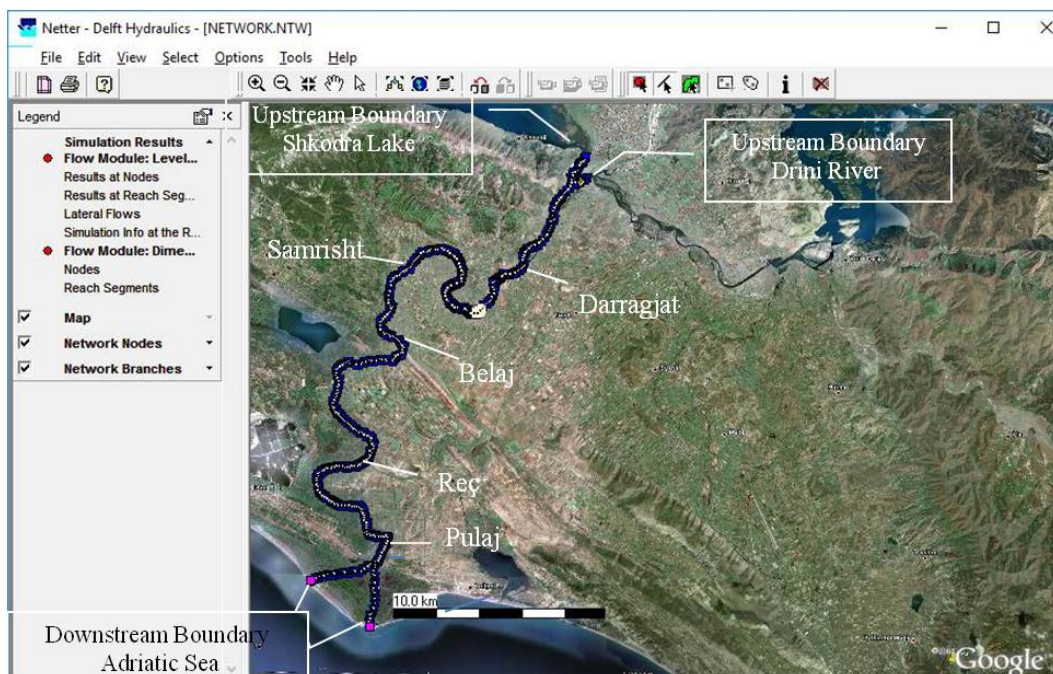 Netter - Delft Hydraulics - [NETWORK.NTW]
File Edit View Select Options Tools Help
Legend
Simulation Results
Flow Module: Level...
Results at Nodes
Results at Reach Seg...
Lateral Flows
Simulation Info at the R...
Flow Module: Dime...
Nodes
Reach Segments
Map
Network Nodes
Network Branches
Upstream Boundary
Shkodra Lake
Upstream Boundary
Drini River
Samrisht
Darragjat
Belaj
Reç
Pulaj
10.0 km
Downstream Boundary
Adriatic Sea
Google